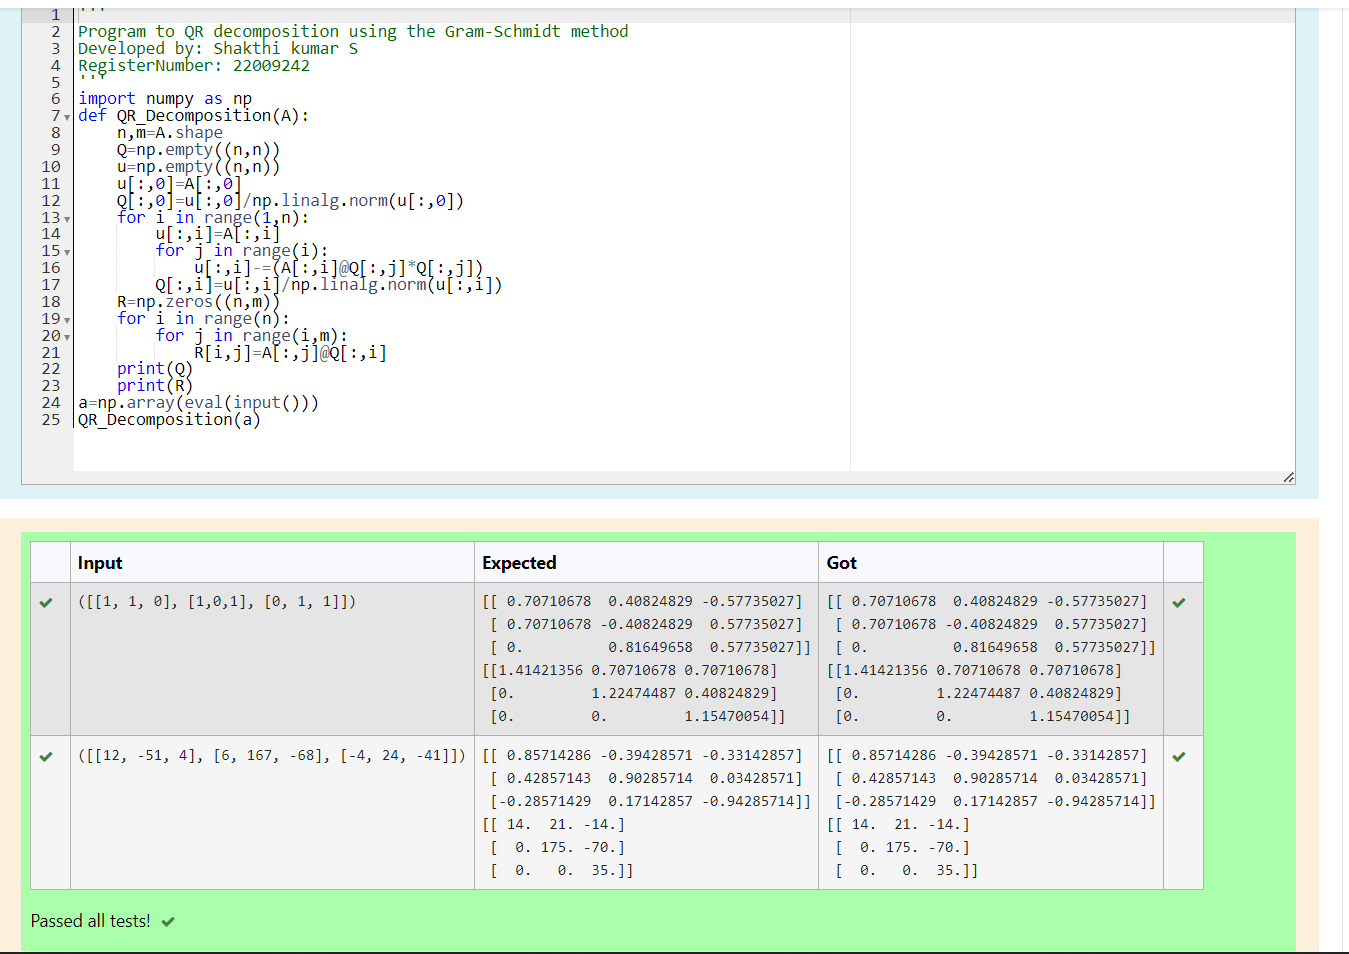 1 '''
2 Program to QR decomposition using the Gram-Schmidt method
3 Developed by: Shakthi kumar S
4 RegisterNumber: 22009242
5 '''
6 import numpy as np
7 def QR_Decomposition(A):
8     n,m=A.shape
9     Q=np.empty((n,n))
10     u=np.empty((n,n))
11     u[:,0]=A[:,0]
12     Q[:,0]=u[:,0]/np.linalg.norm(u[:,0])
13     for i in range(1,n):
14         u[:,i]=A[:,i]
15         for j in range(i):
16             u[:,i]-=(A[:,i]@Q[:,j]*Q[:,j])
17         Q[:,i]=u[:,i]/np.linalg.norm(u[:,i])
18     R=np.zeros((n,m))
19     for i in range(n):
20         for j in range(i,m):
21             R[i,j]=A[:,j]@Q[:,i]
22     print(Q)
23     print(R)
24 a=np.array(eval(input()))
25 QR_Decomposition(a)
Input Expected Got
([[1, 1, 0], [1,0,1], [0, 1, 1]]) [[ 0.70710678  0.40824829 -0.57735027] [[ 0.70710678  0.40824829 -0.57735027]
[ 0.70710678 -0.40824829  0.57735027] [ 0.70710678 -0.40824829  0.57735027]
[ 0.          0.81649658  0.57735027]] [ 0.          0.81649658  0.57735027]]
[[1.41421356 0.70710678 0.70710678] [[1.41421356 0.70710678 0.70710678]
[0.         1.22474487 0.40824829] [0.         1.22474487 0.40824829]
[0.         0.         1.15470054]] [0.         0.         1.15470054]]
([[12, -51, 4], [6, 167, -68], [-4, 24, -41]]) [[ 0.85714286 -0.39428571 -0.33142857] [[ 0.85714286 -0.39428571 -0.33142857]
[ 0.42857143  0.90285714  0.03428571] [ 0.42857143  0.90285714  0.03428571]
[-0.28571429  0.17142857 -0.94285714]] [-0.28571429  0.17142857 -0.94285714]]
[[ 14.  21. -14.] [[ 14.  21. -14.]
[  0. 175. -70.] [  0. 175. -70.]
[  0.   0.  35.]] [  0.   0.  35.]]
Passed all tests!